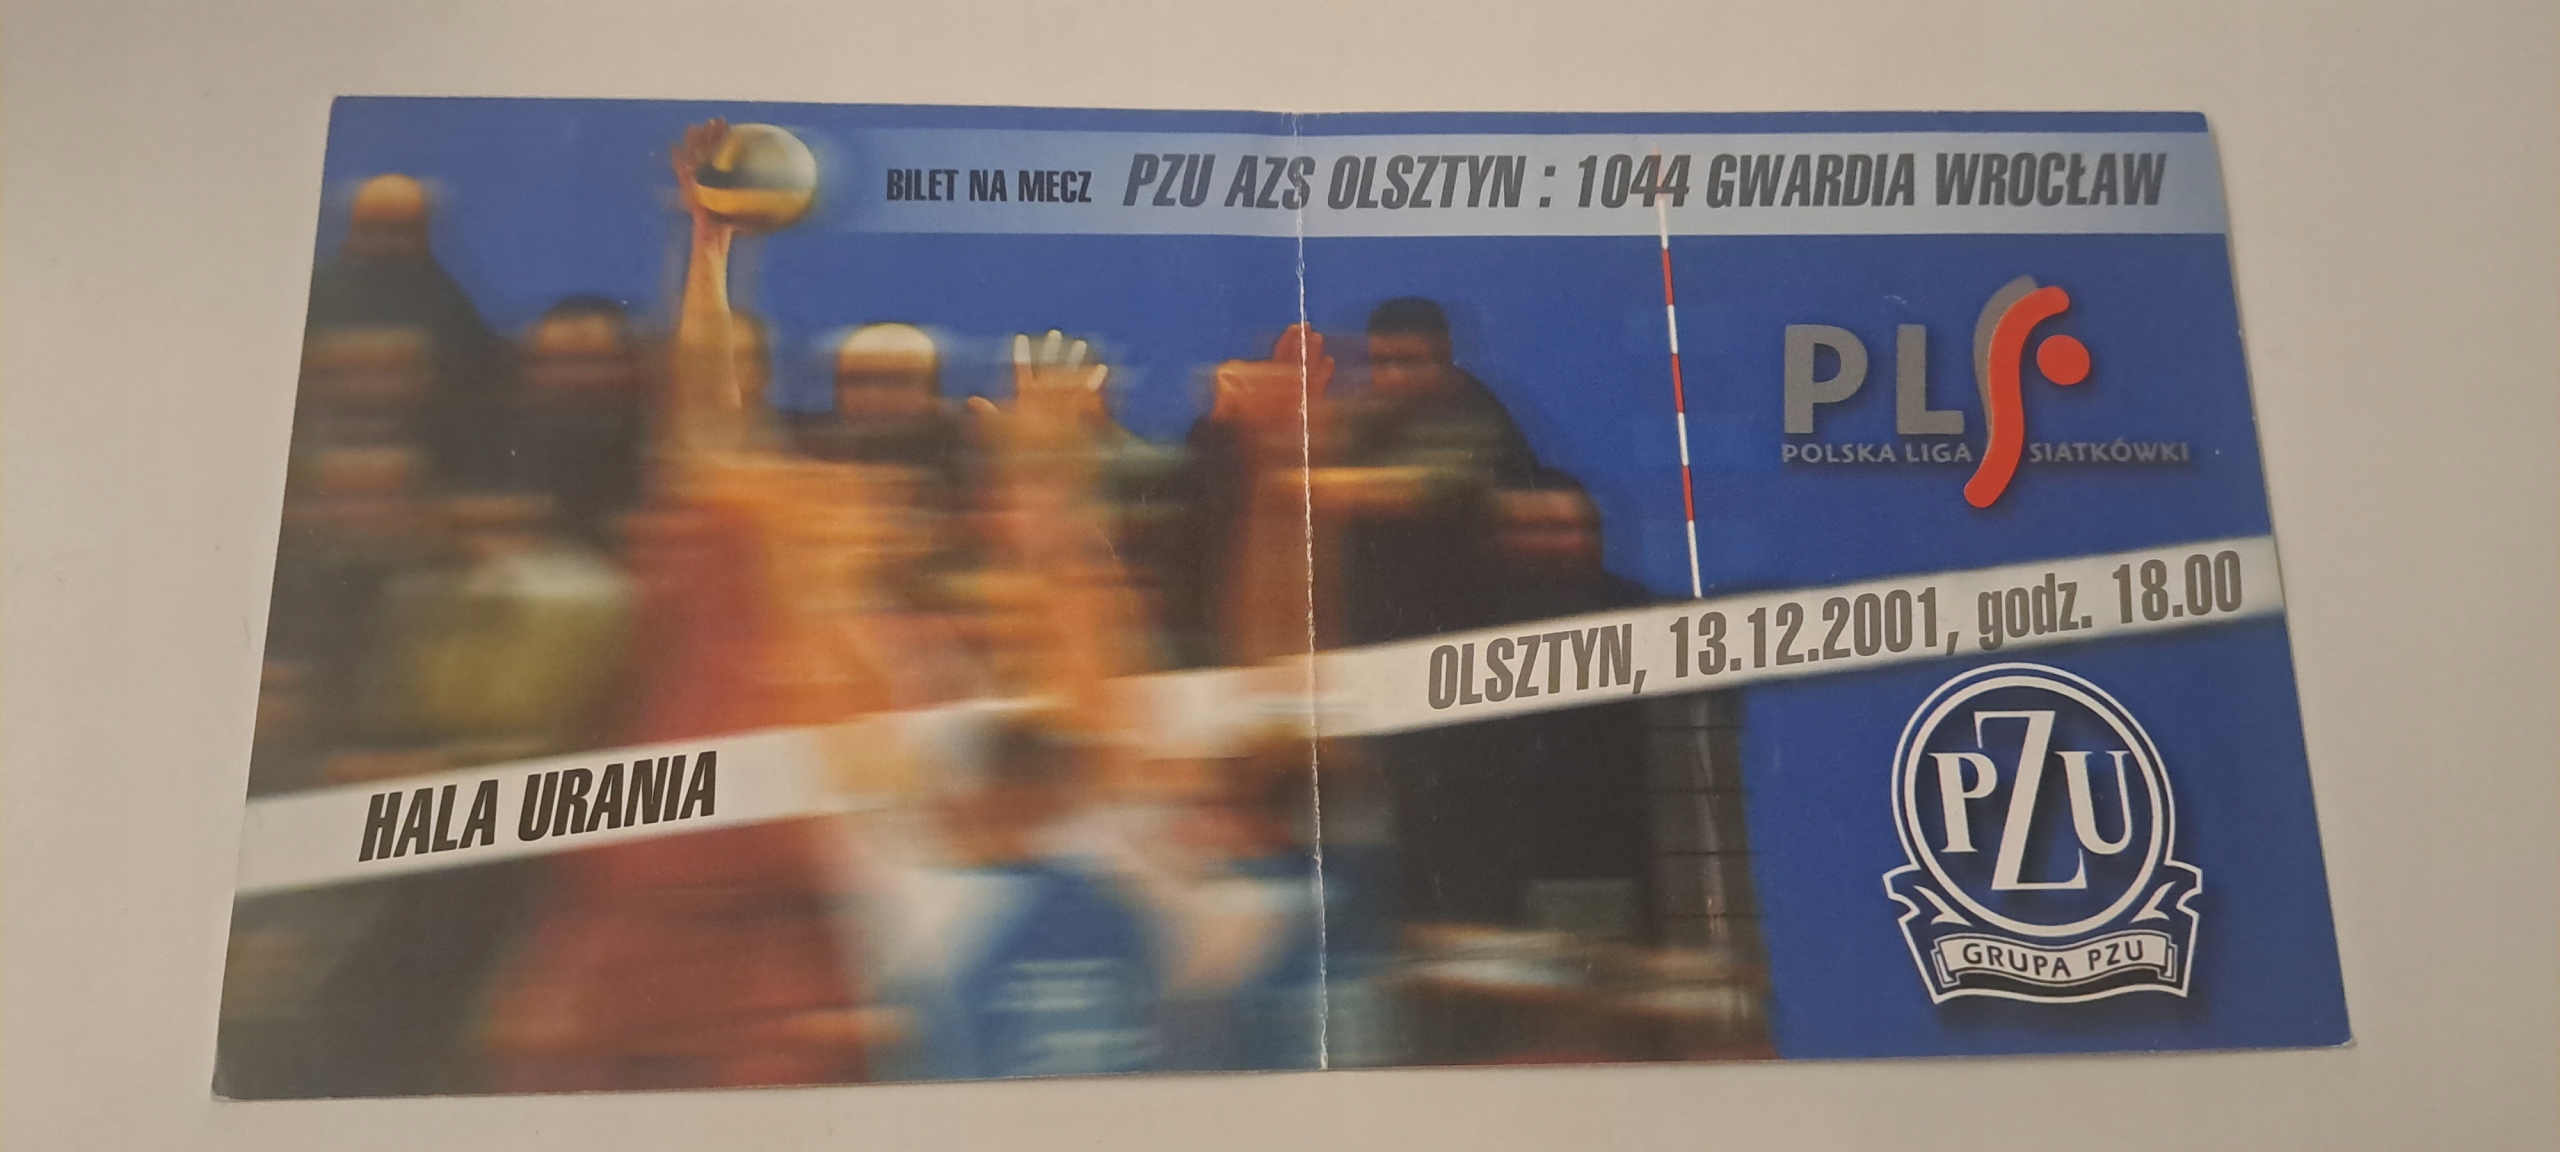 BILET NA MECZ PZU AZS OLSZTYN : 1044 GWARDIA WROCŁAW
PLS
POLSKA LIGA SIATKÓWKI
OLSZTYN, 13.12.2001, godz. 18.00
HALA URANIA
PZU
GRUPA PZU